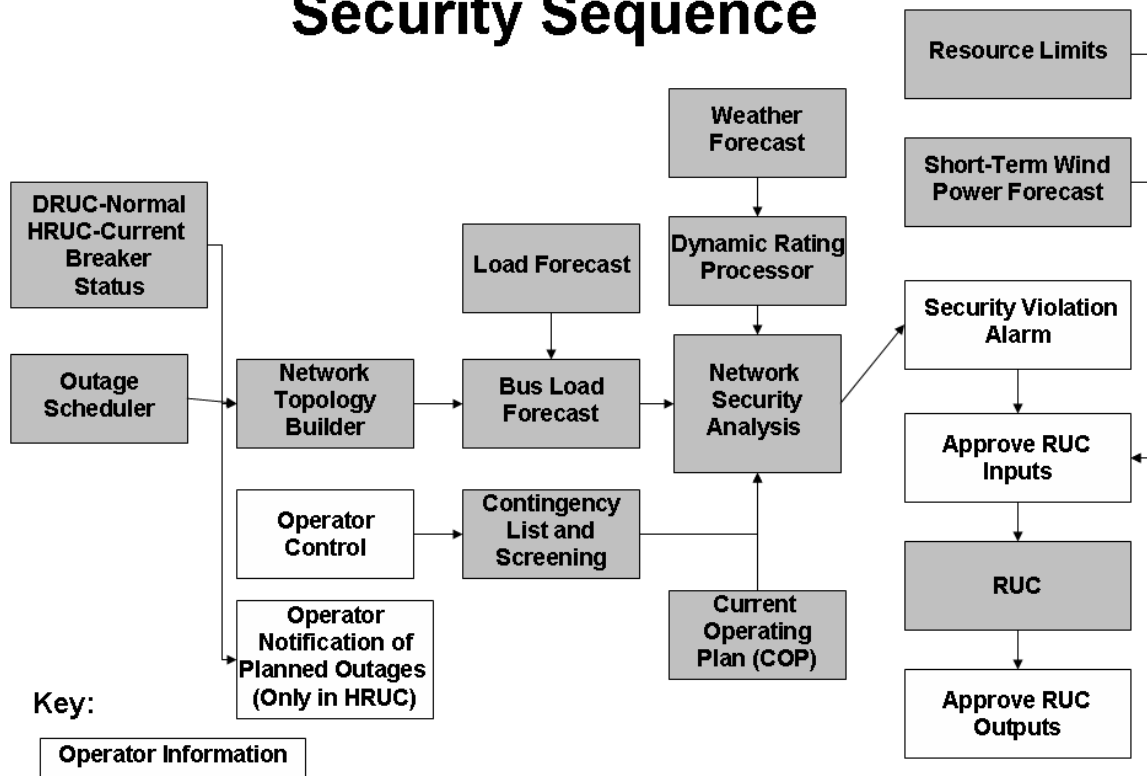 Security Sequence
Resource Limits
Weather
Forecast
Short-Term Wind
Power Forecast
DRUC-Normal
HRUC-Current
Breaker
Status
Load Forecast
Dynamic Rating
Processor
Security Violation
Alarm
Outage
Scheduler
Network
Topology
Builder
Bus Load
Forecast
Network
Security
Analysis
Approve RUC
Inputs
Operator
Control
Contingency
List and
Screening
RUC
Operator
Notification of
Planned Outages
(Only in HRUC)
Current
Operating
Plan (COP)
Approve RUC
Outputs
Key:
Operator Information